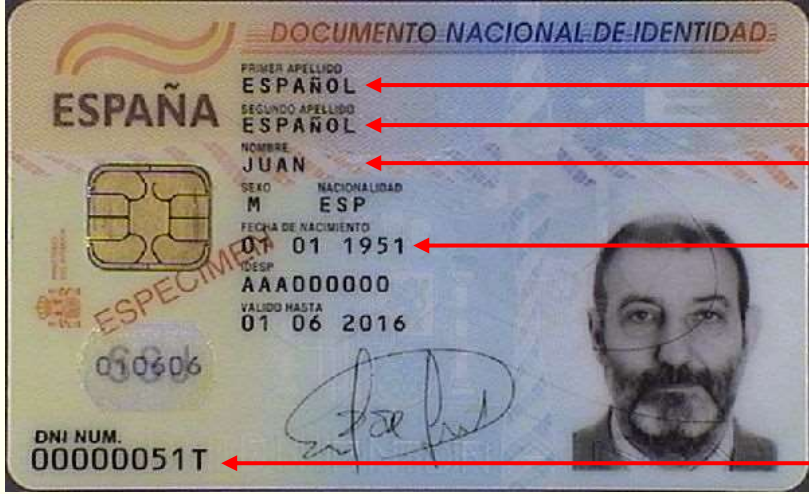 DOCUMENTO NACIONAL DE IDENTIDAD
ESPAÑA
PRIMER APELLIDO
ESPAÑOL
SEGUNDO APELLIDO
ESPAÑOL
NOMBRE
JUAN
SEXO NACIONALIDAD
M ESP
FECHA DE NACIMIENTO
01 01 1951
IDESP
AAA000000
VALIDO HASTA
01 06 2016
ESPECIMEN
010606
DNI NUM.
00000051T